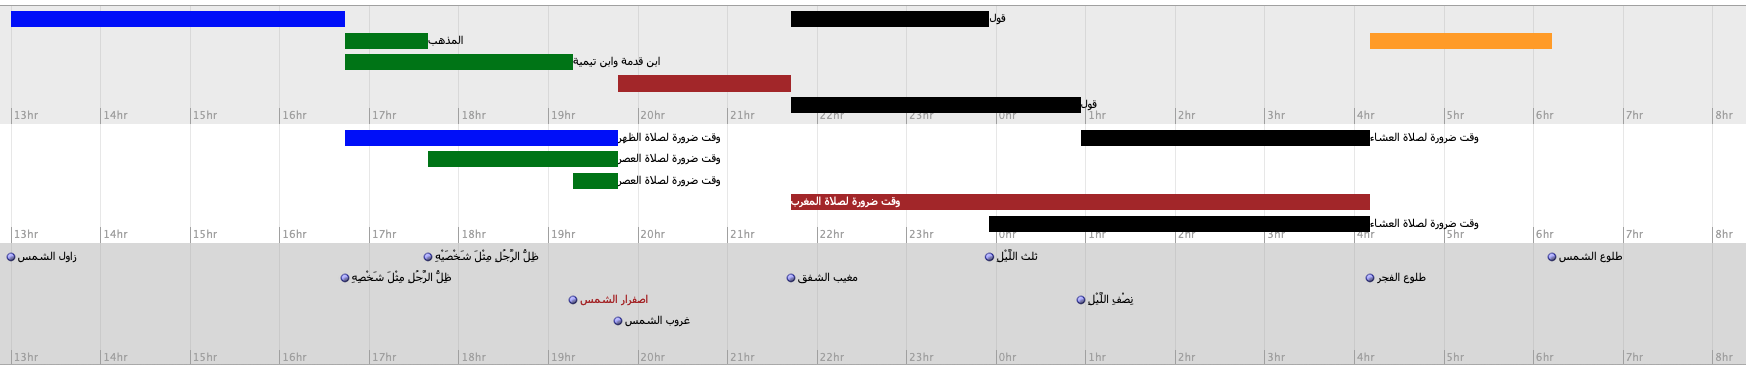 قول
المذهب
ابن قدمة وابن تيمية
قول
13hr 14hr 15hr 16hr 17hr 18hr 19hr 20hr 21hr 22hr 23hr 0hr 1hr 2hr 3hr 4hr 5hr 6hr 7hr 8hr
وقت ضرورة لصلاة الظهر وقت ضرورة لصلاة العشاء
وقت ضرورة لصلاة العصر
وقت ضرورة لصلاة العصر
وقت ضرورة لصلاة المغرب
وقت ضرورة لصلاة العشاء
13hr 14hr 15hr 16hr 17hr 18hr 19hr 20hr 21hr 22hr 23hr 0hr 1hr 2hr 3hr 4hr 5hr 6hr 7hr 8hr
زاول الشمس ظِلُّ الرَّجُل مِثْلَ شَخْصَيْهِ ثلث اللَّيْل طلوع الشمس
ظِلُّ الرَّجُل مِثْلَ شَخْصِهِ مغيب الشفق طلوع الفجر
اصفرار الشمس نِصْفِ اللَّيْل
غروب الشمس
13hr 14hr 15hr 16hr 17hr 18hr 19hr 20hr 21hr 22hr 23hr 0hr 1hr 2hr 3hr 4hr 5hr 6hr 7hr 8hr